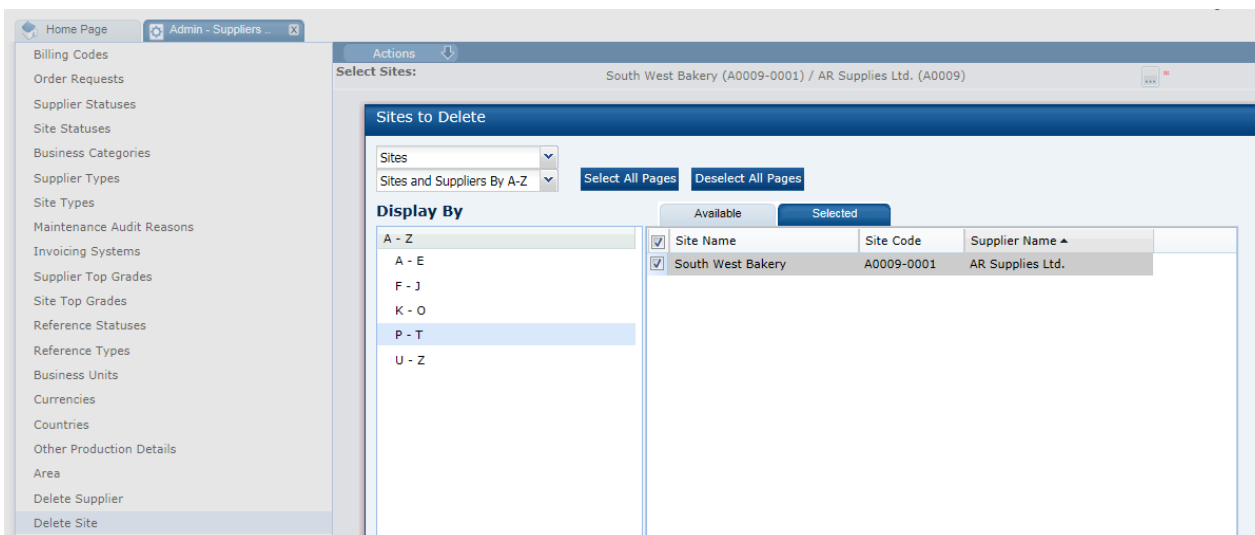 Home Page
Admin - Suppliers ..
Billing Codes
Order Requests
Supplier Statuses
Site Statuses
Business Categories
Supplier Types
Site Types
Maintenance Audit Reasons
Invoicing Systems
Supplier Top Grades
Site Top Grades
Reference Statuses
Reference Types
Business Units
Currencies
Countries
Other Production Details
Area
Delete Supplier
Delete Site
Actions
Select Sites: South West Bakery (A0009-0001) / AR Supplies Ltd. (A0009) ... *
Sites to Delete
Sites
Sites and Suppliers By A-Z Select All Pages Deselect All Pages
Display By
A - Z
A - E
F - J
K - O
P - T
U - Z
Available Selected
Site Name Site Code Supplier Name
South West Bakery A0009-0001 AR Supplies Ltd.